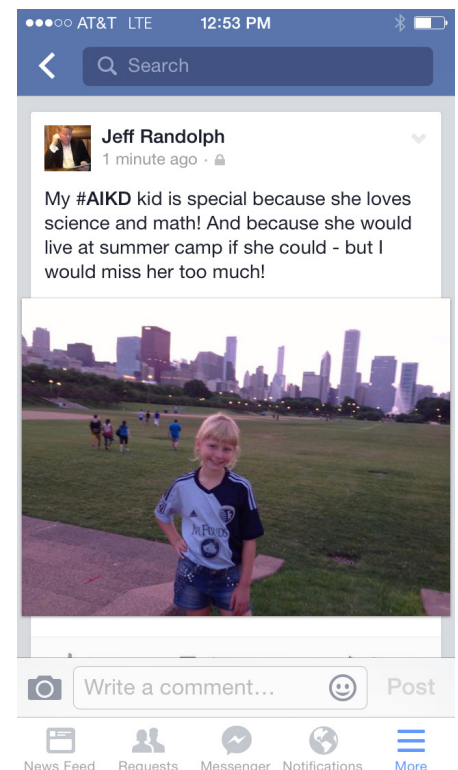 AT&T LTE 12:53 PM
Search
Jeff Randolph
1 minute ago ·
My #AIKD kid is special because she loves
science and math! And because she would
live at summer camp if she could - but I
would miss her too much!
Write a comment... Post
News Feed Requests Messenger Notifications More